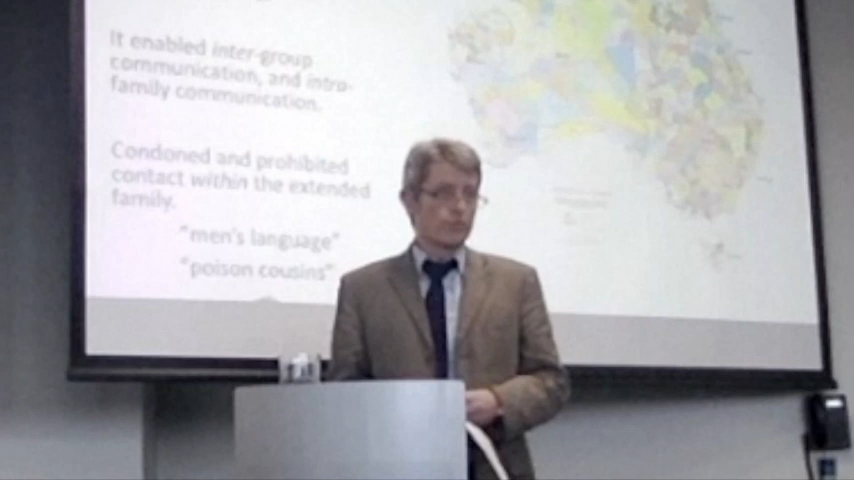 It enabled inter-group
communication, and intra-
family communication.
Condoned and prohibited
contact within the extended
family.
"men's language"
"poison cousins"